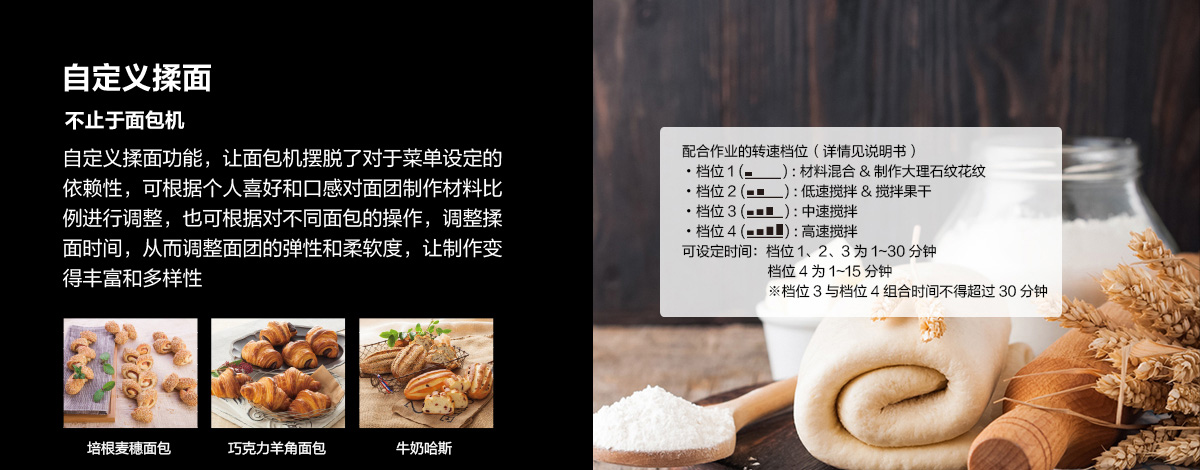 自定义揉面
不止于面包机
自定义揉面功能，让面包机摆脱了对于菜单设定的
依赖性，可根据个人喜好和口感对面团制作材料比
例进行调整，也可根据对不同面包的操作，调整揉
面时间，从而调整面团的弹性和柔软度，让制作变
得丰富和多样性
培根麦穗面包
巧克力羊角面包
牛奶哈斯
配合作业的转速档位（详情见说明书）
・档位 1 ( ) : 材料混合 & 制作大理石纹花纹
・档位 2 ( ) : 低速搅拌 & 搅拌果干
・档位 3 ( ) : 中速搅拌
・档位 4 ( ) : 高速搅拌
可设定时间：档位 1、2、3 为 1~30 分钟
档位 4 为 1~15 分钟
※档位 3 与档位 4 组合时间不得超过 30 分钟